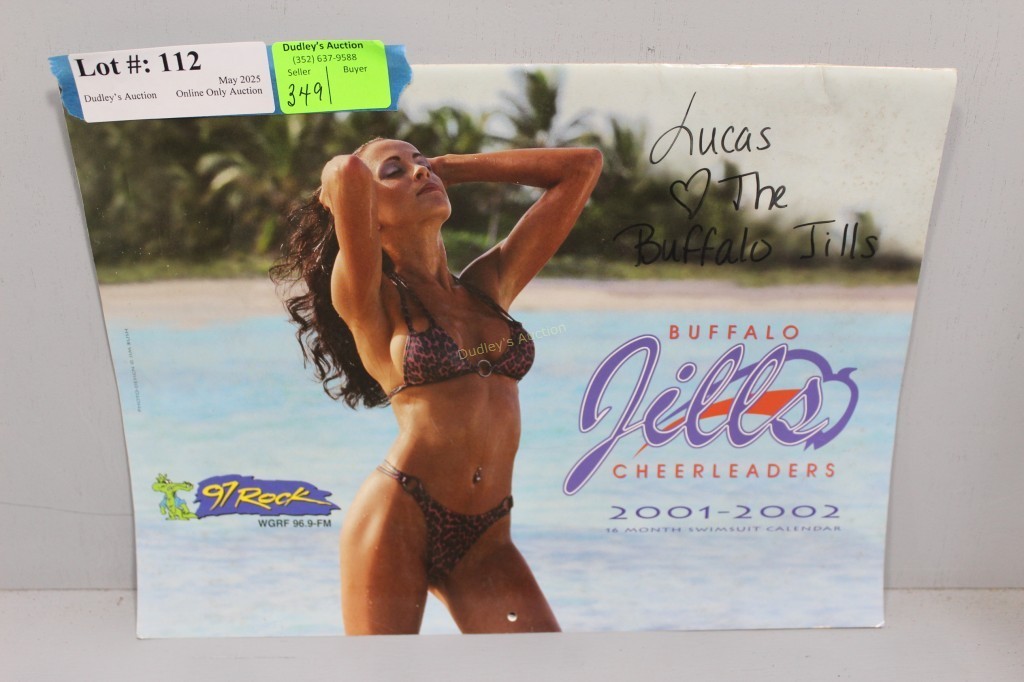 Lot #: 112
May 2025
Dudley's Auction Online Only Auction
Dudley's Auction
(352) 637-9588
Seller Buyer
349
Lucas
♡ The
Buffalo Jills
Dudley's Auction
BUFFALO
Jills
CHEERLEADERS
2001-2002
16 MONTH SWIMSUIT CALENDAR
97 Rock
WGRF 96.9-FM